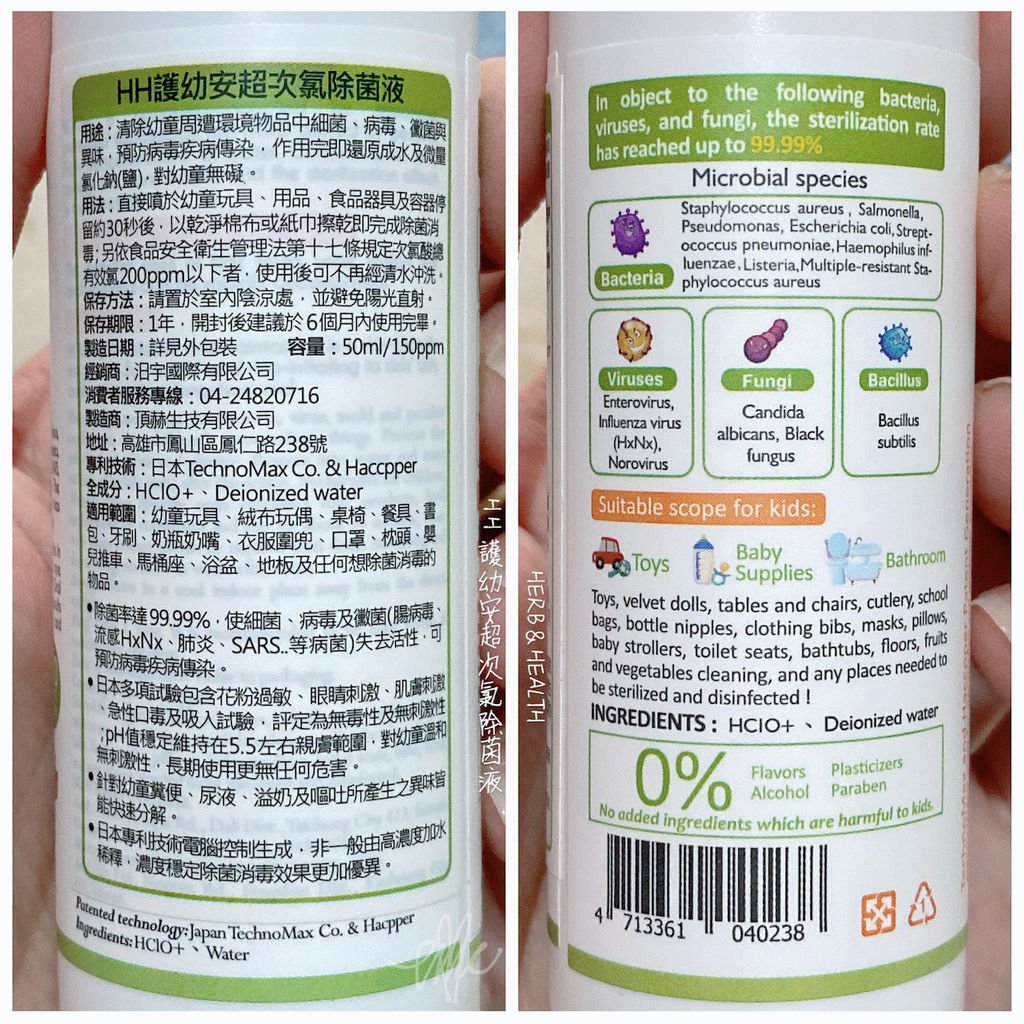 HH護幼安超次氯除菌液
用途：清除幼童周遭環境物品中細菌、病毒、黴菌與
異味，預防病毒疾病傳染，作用完即還原成水及微量
氯化鈉(鹽)，對幼童無礙。
用法：直接噴於幼童玩具、用品、食品器具及容器停
留約30秒後，以乾淨棉布或紙巾擦乾即完成除菌消
毒；另依食品安全衛生管理法第十七條規定次氯酸總
有效氯200ppm以下者，使用後可不再經清水沖洗。
保存方法：請置於室內陰涼處，並避免陽光直射。
保存期限：1年，開封後建議於6個月內使用完畢。
製造日期：詳見外包裝 容量：50ml/150ppm
經銷商：汨宇國際有限公司
消費者服務專線：04-24820716
製造商：頂赫生技有限公司
地址：高雄市鳳山區鳳仁路238號
專利技術：日本TechnoMax Co. & Haccpper
全成分：HClO+、Deionized water
適用範圍：幼童玩具、絨布玩偶、桌椅、餐具、書
包、牙刷、奶瓶奶嘴、衣服圍兜、口罩、枕頭、嬰
兒推車、馬桶座、浴盆、地板及任何想除菌消毒的
物品。
•除菌率達99.99%，使細菌、病毒及黴菌(腸病毒、
流感HxNx、肺炎、SARS..等病菌)失去活性，可
預防病毒疾病傳染。
•日本多項試驗包含花粉過敏、眼睛刺激、肌膚刺激
、急性口毒及吸入試驗，評定為無毒性及無刺激性
;pH值穩定維持在5.5左右親膚範圍，對幼童溫和
無刺激性，長期使用更無任何危害。
•針對幼童糞便、尿液、溢奶及嘔吐所產生之異味皆
能快速分解。
•日本專利技術電腦控制生成，非一般由高濃度加水
稀釋，濃度穩定除菌消毒效果更加優異。
Patented technology: Japan TechnoMax Co. & Hacpper
Ingredients: HClO+、Water
護幼安超次氯除菌液
HERB & HEALTH
In object to the following bacteria,
viruses, and fungi, the sterilization rate
has reached up to 99.99%
Microbial species
Bacteria
Staphylococcus aureus, Salmonella,
Pseudomonas, Escherichia coli, Strept-
ococcus pneumoniae, Haemophilus inf-
luenzae, Listeria, Multiple-resistant Sta-
phylococcus aureus
Viruses
Enterovirus,
Influenza virus
(HxNx),
Norovirus
Fungi
Candida
albicans, Black
fungus
Bacillus
Bacillus
subtilis
Suitable scope for kids:
Toys
Baby
Supplies
Bathroom
Toys, velvet dolls, tables and chairs, cutlery, school
bags, bottle nipples, clothing bibs, masks, pillows,
baby strollers, toilet seats, bathtubs, floors, fruits
and vegetables cleaning, and any places needed to
be sterilized and disinfected !
INGREDIENTS： HClO+ 、 Deionized water
0%
Flavors Plasticizers
Alcohol Paraben
No added ingredients which are harmful to kids.
4 713361 040238